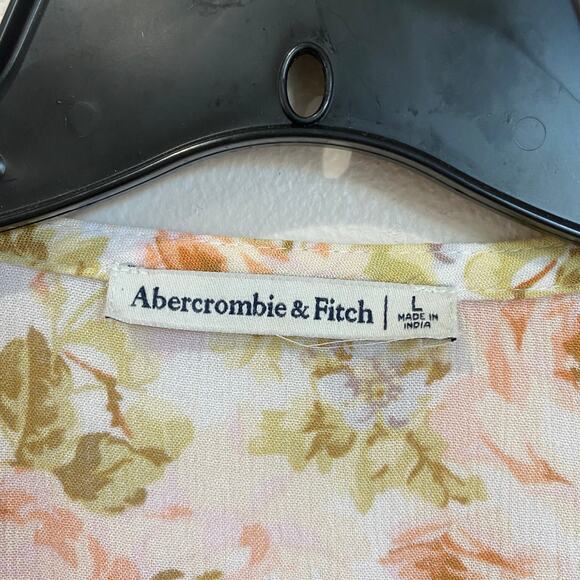 Abercrombie & Fitch | L
MADE IN
INDIA